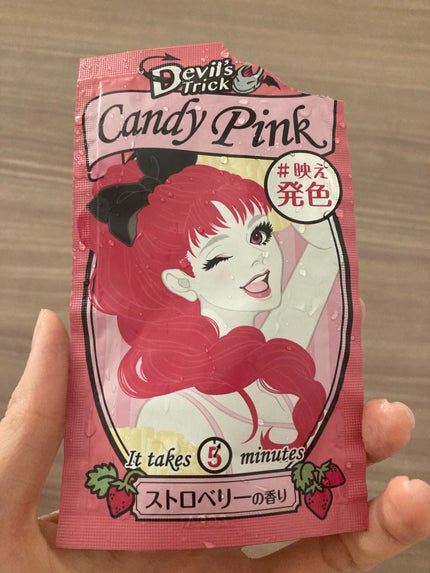 Devil's
Trick
Candy Pink
#映え
発色
It takes 5 minutes
ストロベリーの香り